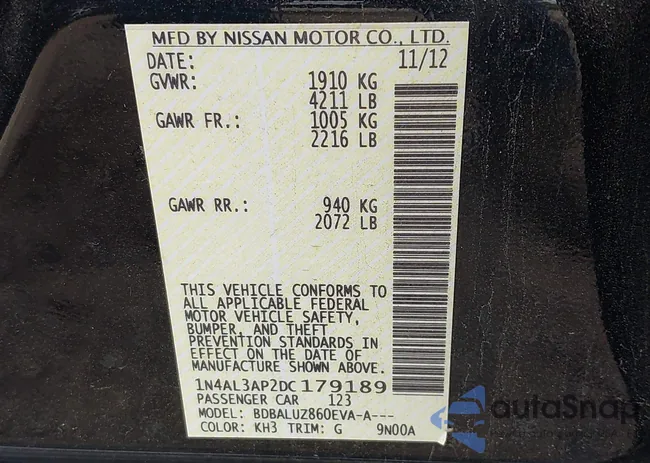 MFD BY NISSAN MOTOR CO., LTD.
DATE: 11/12
GVWR: 1910 KG
4211 LB
GAWR FR.: 1005 KG
2216 LB
GAWR RR.: 940 KG
2072 LB
THIS VEHICLE CONFORMS TO
ALL APPLICABLE FEDERAL
MOTOR VEHICLE SAFETY,
BUMPER, AND THEFT
PREVENTION STANDARDS IN
EFFECT ON THE DATE OF
MANUFACTURE SHOWN ABOVE.
1N4AL3AP2DC179189
PASSENGER CAR 123
MODEL: BDBALUZ860EVA-A---
COLOR: KH3 TRIM: G 9N00A
autoSnap